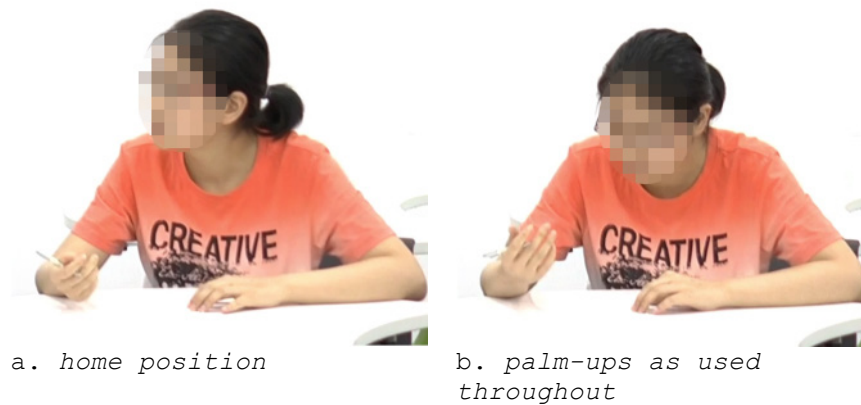 CREATIVE
CREATIVE
a. home position
b. palm-ups as used
throughout